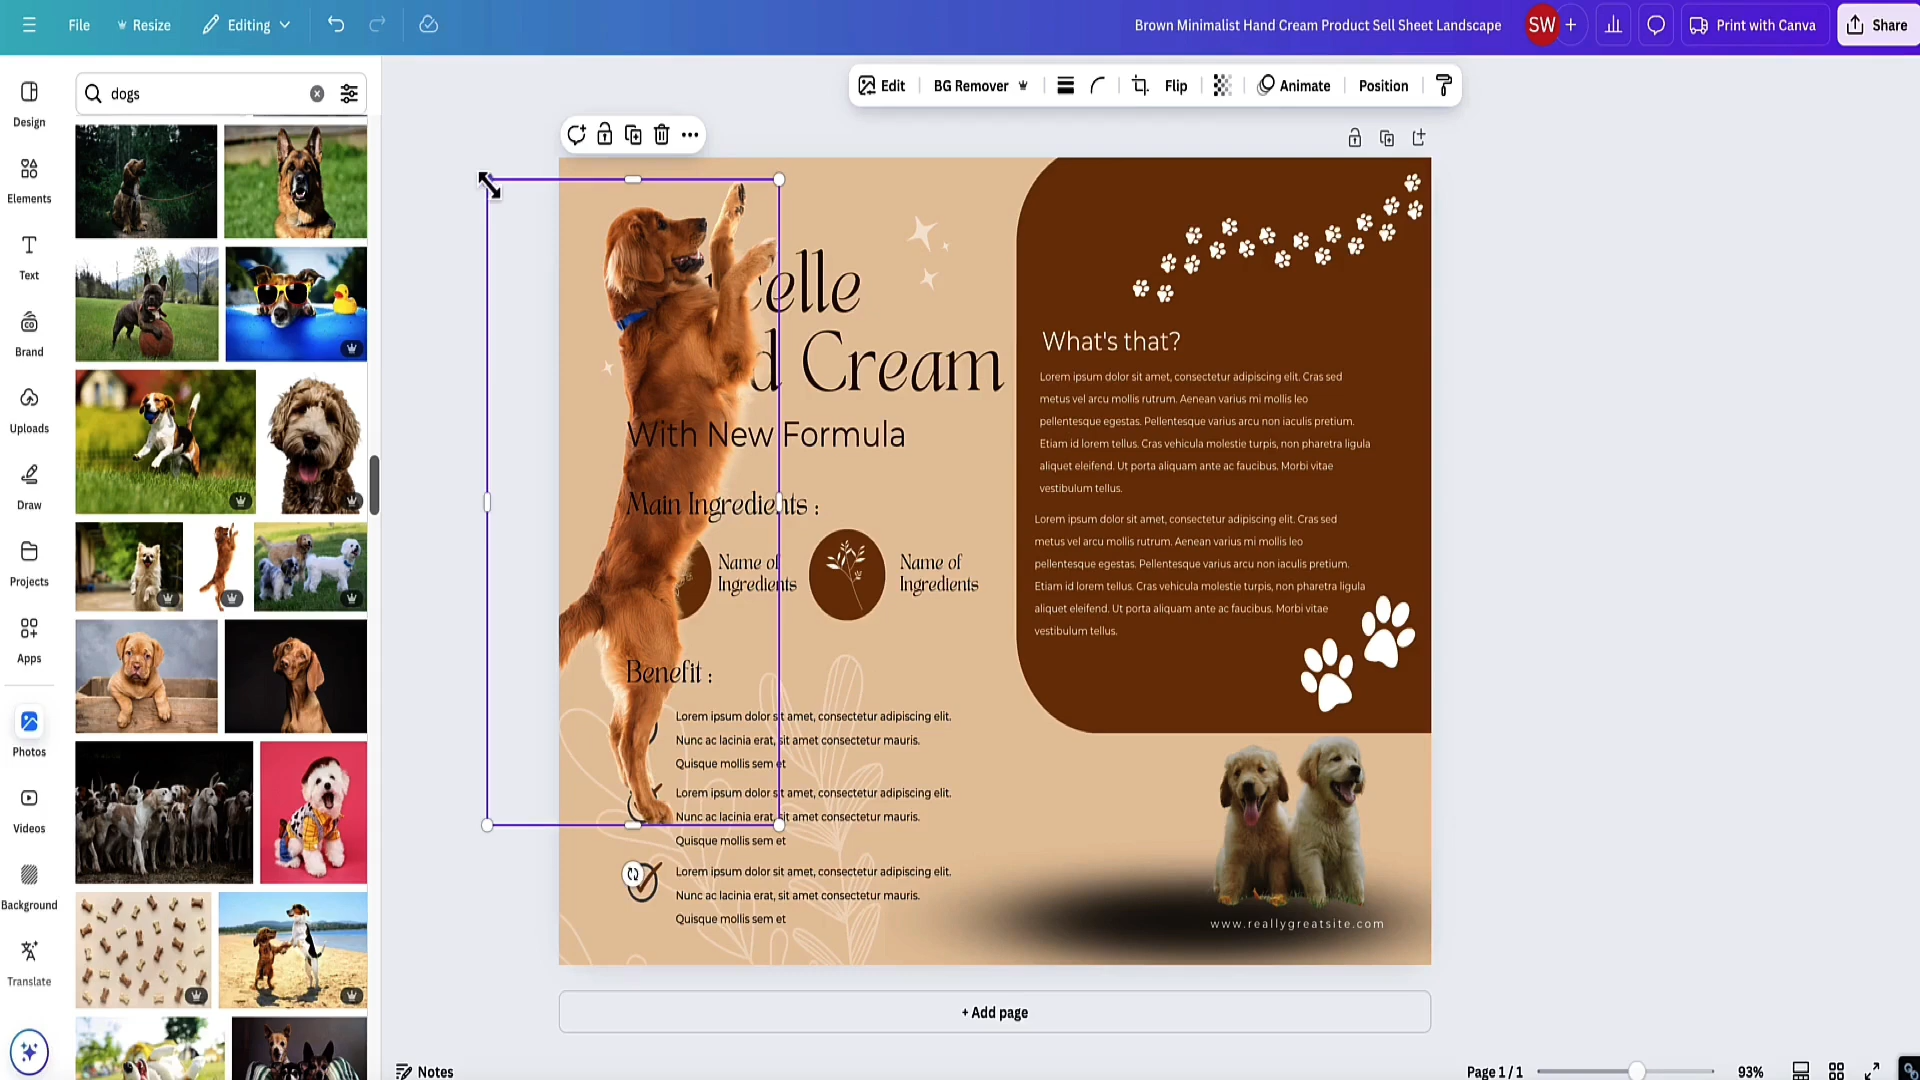 File
Resize
Editing
Brown Minimalist Hand Cream Product Sell Sheet Landscape
SW
Print with Canva
Share
dogs
Edit
BG Remover
Flip
Animate
Position
Design
Elements
Text
Brand
Uploads
Draw
Projects
Apps
Photos
Videos
Background
Translate
celle
d Cream
With New Formula
Main Ingredients :
Name of
Ingredients
Name of
Ingredients
Benefit :
Lorem ipsum dolor sit amet, consectetur adipiscing elit.
Nunc ac lacinia erat, sit amet consectetur mauris.
Quisque mollis sem et
Lorem ipsum dolor sit amet, consectetur adipiscing elit.
Nunc ac lacinia erat, sit amet consectetur mauris.
Quisque mollis sem et
Lorem ipsum dolor sit amet, consectetur adipiscing elit.
Nunc ac lacinia erat, sit amet consectetur mauris.
Quisque mollis sem et
What's that?
Lorem ipsum dolor sit amet, consectetur adipiscing elit. Cras sed
metus vel arcu mollis rutrum. Aenean varius mi mollis leo
pellentesque egestas. Pellentesque varius arcu non iaculis pretium.
Etiam id lorem tellus. Cras vehicula molestie turpis, non pharetra ligula
aliquet eleifend. Ut porta aliquam ante ac faucibus. Morbi vitae
vestibulum tellus.
Lorem ipsum dolor sit amet, consectetur adipiscing elit. Cras sed
metus vel arcu mollis rutrum. Aenean varius mi mollis leo
pellentesque egestas. Pellentesque varius arcu non iaculis pretium.
Etiam id lorem tellus. Cras vehicula molestie turpis, non pharetra ligula
aliquet eleifend. Ut porta aliquam ante ac faucibus. Morbi vitae
vestibulum tellus.
www.reallygreatsite.com
+ Add page
Notes
Page 1 / 1
93%